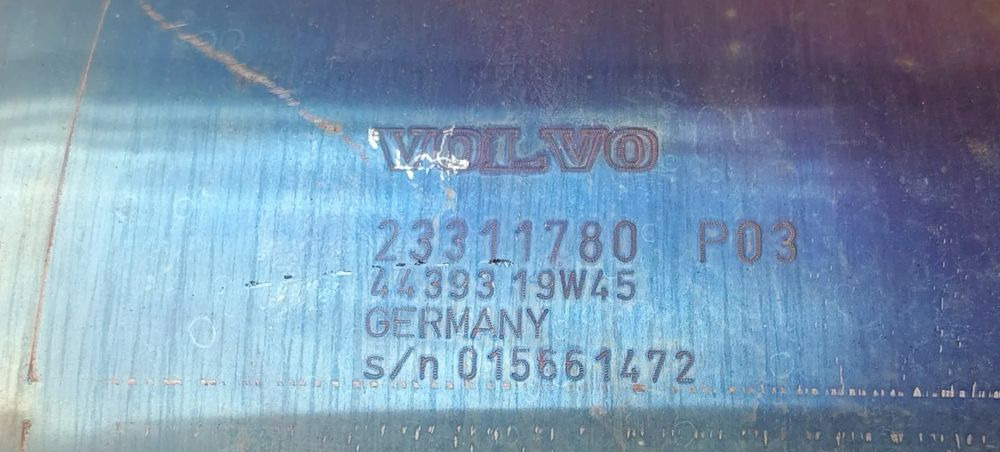 VOLVO
23311780 P03
44393 19W45
GERMANY
s/n 015661472